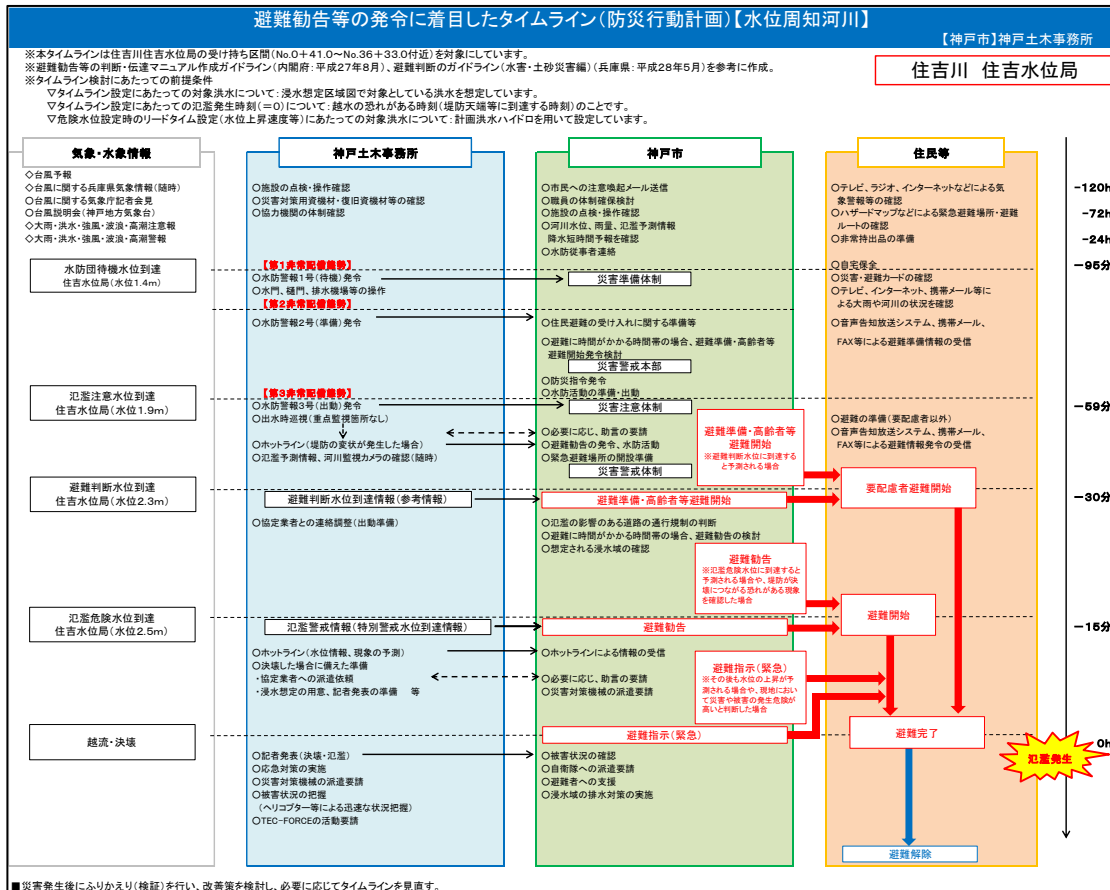 避難勧告等の発令に着目したタイムライン(防災行動計画)【水位周知河川】
【神戸市】神戸土木事務所
※本タイムラインは住吉川住吉水位局の受け持ち区間(No.0+41.0~No.36+33.0付近)を対象にしています。
※避難勧告等の判断・伝達マニュアル作成ガイドライン(内閣府:平成27年8月)、避難判断のガイドライン(水害・土砂災害編)(兵庫県:平成28年5月)を参考に作成。
※タイムライン検討にあたっての前提条件
▽タイムライン設定にあたっての対象洪水について:浸水想定区域図で対象としている洪水を想定しています。
▽タイムライン設定にあたっての氾濫発生時刻(=0)について:越水の恐れがある時刻(堤防天端等に到達する時刻)のことです。
▽危険水位設定時のリードタイム設定(水位上昇速度等)にあたっての対象洪水について:計画洪水ハイドロを用いて設定しています。
住吉川 住吉水位局
気象・水象情報
◇台風予報
◇台風に関する兵庫県気象情報(随時)
◇台風に関する気象庁記者会見
◇台風説明会(神戸地方気象台)
◇大雨・洪水・強風・波浪・高潮注意報
◇大雨・洪水・強風・波浪・高潮警報
水防団待機水位到達
住吉水位局(水位1.4m)
氾濫注意水位到達
住吉水位局(水位1.9m)
避難判断水位到達
住吉水位局(水位2.3m)
氾濫危険水位到達
住吉水位局(水位2.5m)
越流・決壊
神戸土木事務所
○施設の点検・操作確認
○災害対策用資機材・復旧資機材等の確認
○協力機関の体制確認
【第1非常配備態勢】
○水防警報1号(待機)発令
○水門、樋門、排水機場等の操作
【第2非常配備態勢】
○水防警報2号(準備)発令
【第3非常配備態勢】
○水防警報3号(出動)発令
○出水時巡視(重点監視箇所なし)
○ホットライン(堤防の変状が発生した場合)
○氾濫予測情報、河川監視カメラの確認(随時)
避難判断水位到達情報(参考情報)
○協定業者との連絡調整(出動準備)
氾濫警戒情報(特別警戒水位到達情報)
○ホットライン(水位情報、現象の予測)
○決壊した場合に備えた準備
・協定業者への派遣依頼
・浸水想定の用意、記者発表の準備 等
○記者発表(決壊・氾濫)
○応急対策の実施
○災害対策機械の派遣要請
○被害状況の把握
(ヘリコプター等による迅速な状況把握)
○TEC-FORCEの活動要請
神戸市
○市民への注意喚起メール送信
○職員の体制確保検討
○施設の点検・操作確認
○河川水位、雨量、氾濫予測情報
降水短時間予報を確認
○水防従事者連絡
災害準備体制
○住民避難の受け入れに関する準備等
○避難に時間がかかる時間帯の場合、避難準備・高齢者等
避難開始発令検討
災害警戒本部
○防災指令発令
○水防活動の準備・出動
災害注意体制
○必要に応じ、助言の要請
○避難勧告の発令、水防活動
○緊急避難場所の開設準備
災害警戒体制
避難準備・高齢者等避難開始
○氾濫の影響のある道路の通行規制の判断
○避難に時間がかかる時間帯の場合、避難勧告の検討
○想定される浸水域の確認
避難勧告
○ホットラインによる情報の受信
○必要に応じ、助言の要請
○災害対策機械の派遣要請
避難指示(緊急)
○被害状況の確認
○自衛隊への派遣要請
○避難者への支援
○浸水域の排水対策の実施
避難準備・高齢者等
避難開始
※避難判断水位に到達する
と予測される場合
避難勧告
※氾濫危険水位に到達すると
予測される場合や、堤防が決
壊につながる恐れがある現象
を確認した場合
避難指示(緊急)
※その後も水位の上昇が予
測される場合や、現地におい
て災害や被害の発生危険が
高いと判断した場合
住民等
○テレビ、ラジオ、インターネットなどによる気
象警報等の確認
○ハザードマップなどによる緊急避難場所・避難
ルートの確認
○非常持出品の準備
○自宅保全
○災害・避難カードの確認
○テレビ、インターネット、携帯メール等に
よる大雨や河川の状況を確認
○音声告知放送システム、携帯メール、
FAX等による避難準備情報の受信
○避難の準備(要配慮者以外)
○音声告知放送システム、携帯メール、
FAX等による避難情報発令の受信
要配慮者避難開始
避難開始
避難完了
避難解除
-120h
-72h
-24h
-95分
-59分
-30分
-15分
0h
氾濫発生
■災害発生後にふりかえり(検証)を行い、改善策を検討し、必要に応じてタイムラインを見直す。